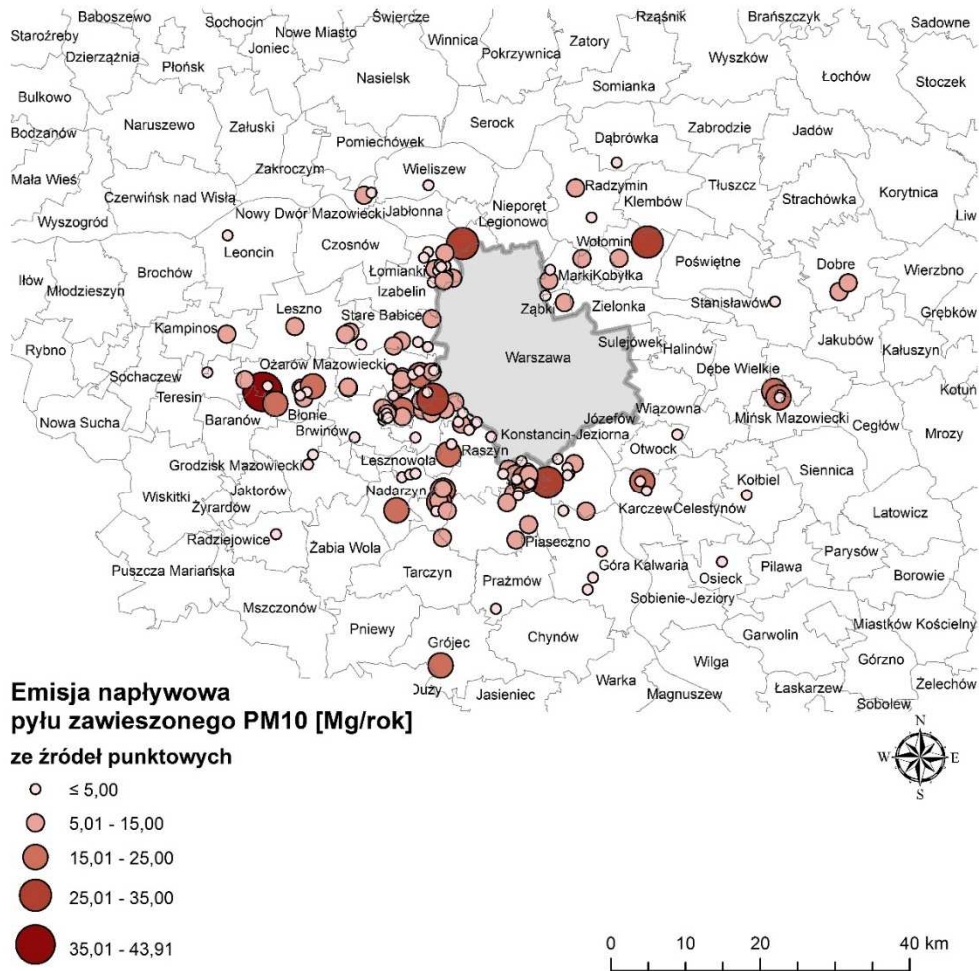 Baboszewo
Sochocin
Świercze
Rząśnik
Brańszczyk
Sadowne
Staroźreby
Nowe Miasto
Winnica
Zatory
Dzierzążnia
Joniec
Pokrzywnica
Wyszków
Łochów
Płońsk
Nasielsk
Somianka
Stoczek
Bulkowo
Naruszewo
Załuski
Serock
Zabrodzie
Jadów
Bodzanów
Pomiechówek
Dąbrówka
Mała Wieś
Zakroczym
Wieliszew
Radzymin
Tłuszcz
Strachówka
Korytnica
Czerwińsk nad Wisłą
Klembów
Wyszogród
Nowy Dwór Mazowiecki
Jabłonna
Nieporęt
Liw
Legionowo
Leoncin
Czosnów
Wołomin
Dobre
Iłów
Brochów
Łomianki
Marki
Kobyłka
Poświętne
Wierzbno
Młodzieszyn
Izabelin
Stanisławów
Grębków
Leszno
Stare Babice
Ząbki
Zielonka
Kampinos
Warszawa
Sulejówek
Jakubów
Rybno
Halinów
Kałuszyn
Sochaczew
Ożarów Mazowiecki
Dębe Wielkie
Kotuń
Teresin
Błonie
Józefów
Wiązowna
Mińsk Mazowiecki
Nowa Sucha
Baranów
Brwinów
Konstancin-Jeziorna
Cegłów
Mrozy
Raszyn
Otwock
Grodzisk Mazowiecki
Lesznowola
Kołbiel
Siennica
Wiskitki
Jaktorów
Nadarzyn
Karczew
Celestynów
Latowicz
Żyrardów
Radziejowice
Żabia Wola
Piaseczno
Parysów
Puszcza Mariańska
Tarczyn
Prażmów
Góra Kalwaria
Osieck
Pilawa
Borowie
Mszczonów
Sobienie-Jeziory
Pniewy
Garwolin
Miastków Kościelny
Grójec
Chynów
Wilga
Górzno
Duży
Jasieniec
Warka
Magnuszew
Łaskarzew
Żelechów
Sobolew
Emisja napływowa
pyłu zawieszonego PM10 [Mg/rok]
ze źródeł punktowych
≤ 5,00
5,01 - 15,00
15,01 - 25,00
25,01 - 35,00
35,01 - 43,91
N
W E
S
0 10 20 40 km